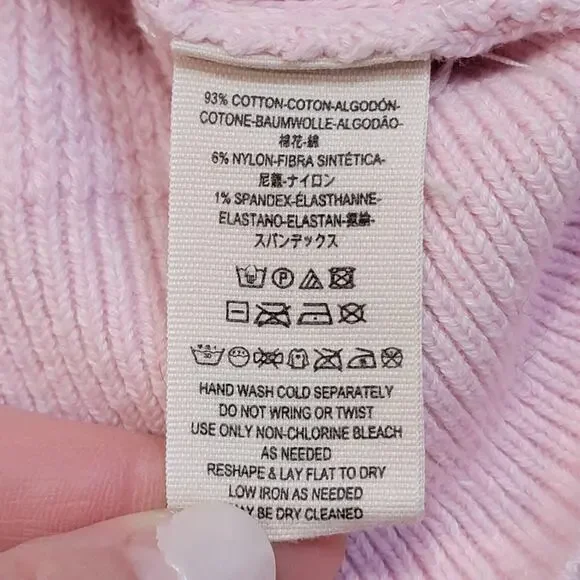 93% COTTON-COTON-ALGODÓN-
COTONE-BAUMWOLLE-ALGODÃO-
棉花-綿
6% NYLON-FIBRA SINTÉTICA-
尼龍-ナイロン
1% SPANDEX-ÉLASTHANNE-
ELASTANO-ELASTAN-氨綸-
スパンデックス
HAND WASH COLD SEPARATELY
DO NOT WRING OR TWIST
USE ONLY NON-CHLORINE BLEACH
AS NEEDED
RESHAPE & LAY FLAT TO DRY
LOW IRON AS NEEDED
MAY BE DRY CLEANED